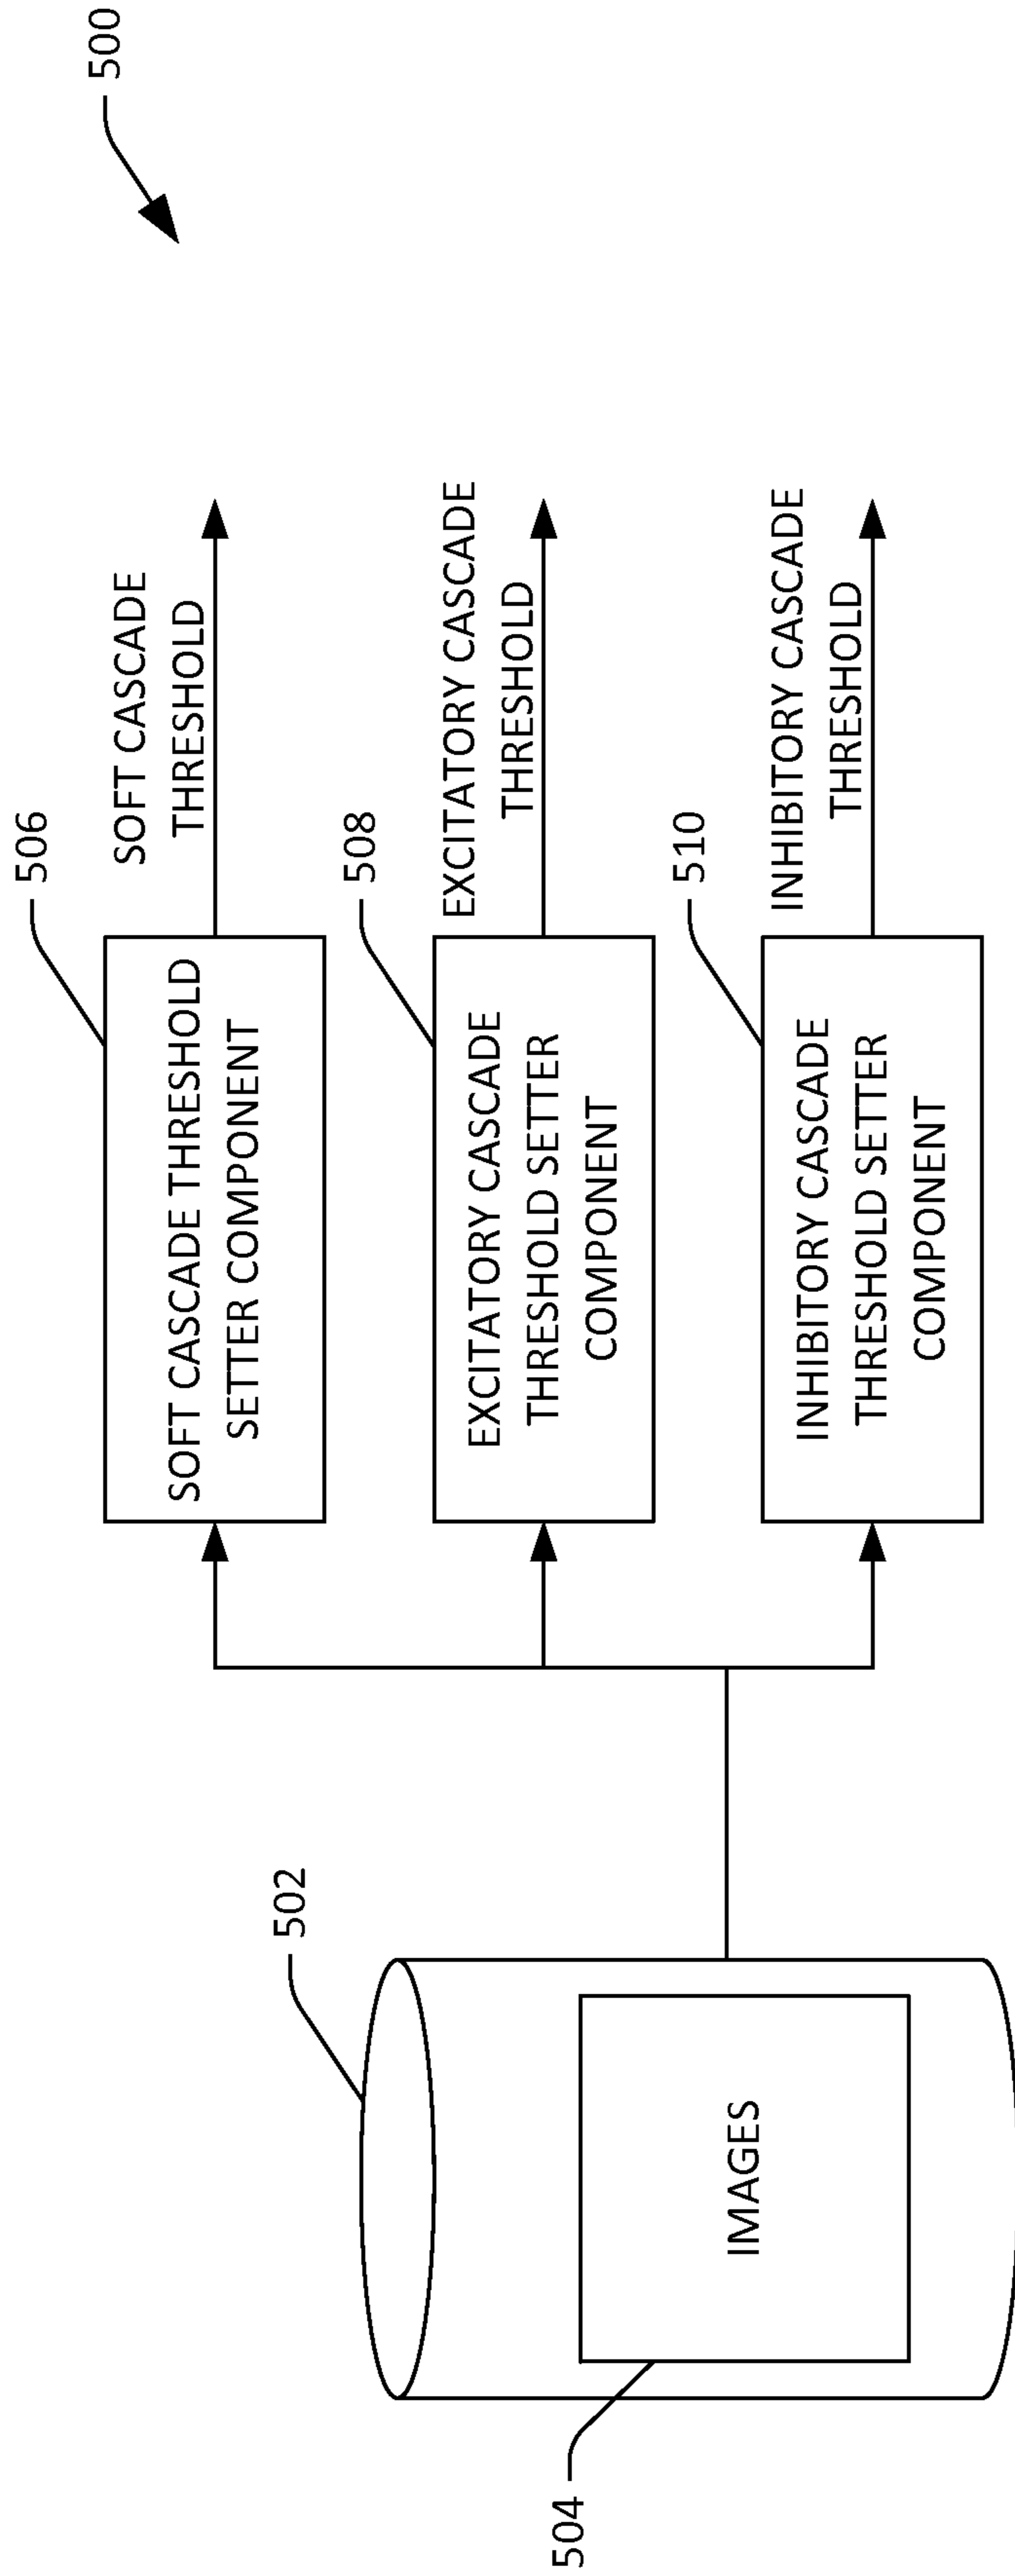 500
506
SOFT CASCADE THRESHOLD
SETTER COMPONENT
SOFT CASCADE
THRESHOLD
502
508
EXCITATORY CASCADE
THRESHOLD SETTER
COMPONENT
EXCITATORY CASCADE
THRESHOLD
504
IMAGES
510
INHIBITORY CASCADE
THRESHOLD SETTER
COMPONENT
INHIBITORY CASCADE
THRESHOLD